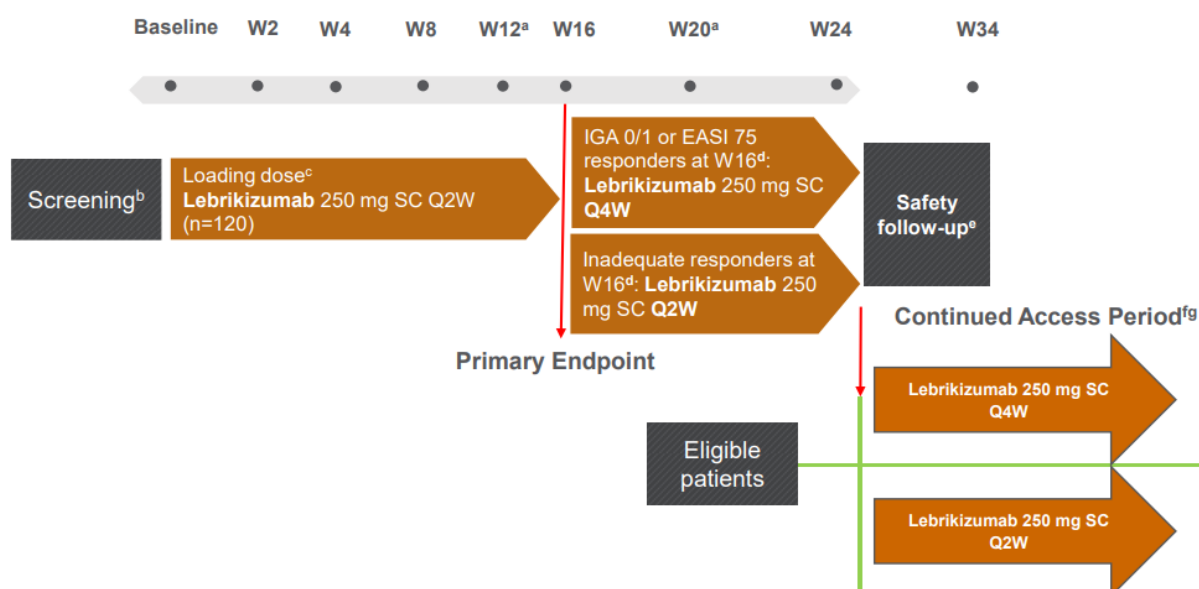 Baseline W2 W4 W8 W12ᵃ W16 W20ᵃ W24 W34
Screeningᵇ
Loading doseᶜ
Lebrikizumab 250 mg SC Q2W
(n=120)
IGA 0/1 or EASI 75
responders at W16ᵈ:
Lebrikizumab 250 mg SC
Q4W
Inadequate responders at
W16ᵈ: Lebrikizumab 250
mg SC Q2W
Safety
follow-upᵉ
Primary Endpoint
Continued Access Periodᶠᵍ
Eligible
patients
Lebrikizumab 250 mg SC
Q4W
Lebrikizumab 250 mg SC
Q2W